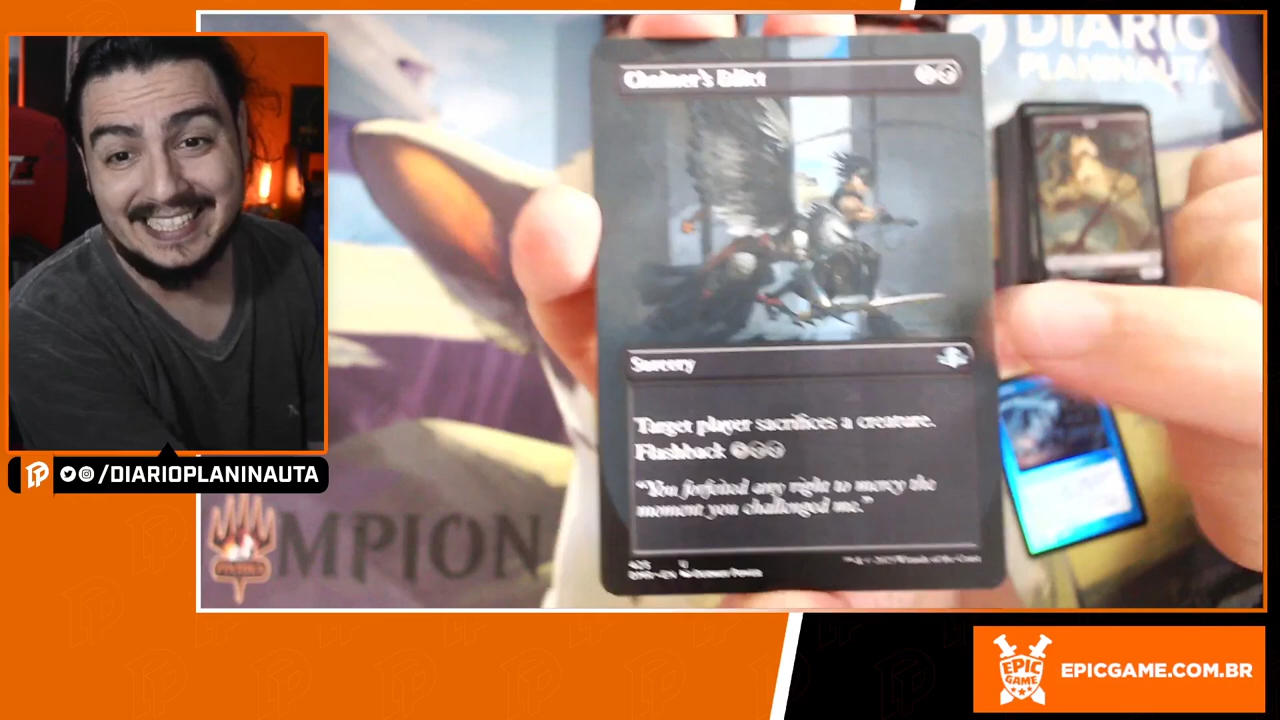 DIARIO
PLANINAUTA
Chainer's Edict
Sorcery
Target player sacrifices a creature.
Flashback
"You forfeited any right to mercy the
moment you challenged me."
/DIARIOPLANINAUTA
MPION
EPIC
GAME
EPICGAME.COM.BR